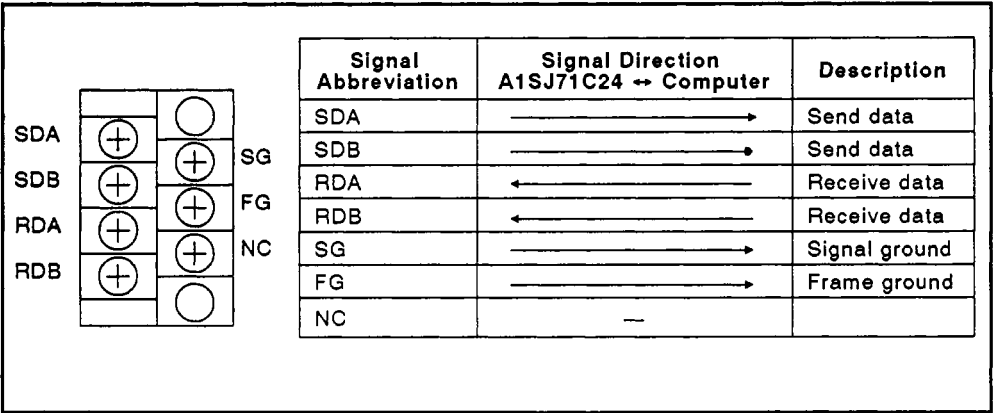 SDA
SDB
RDA
RDB
SG
FG
NC
Signal Abbreviation Signal Direction A1SJ71C24 ↔ Computer Description
SDA → Send data
SDB → Send data
RDA ← Receive data
RDB ← Receive data
SG → Signal ground
FG → Frame ground
NC —